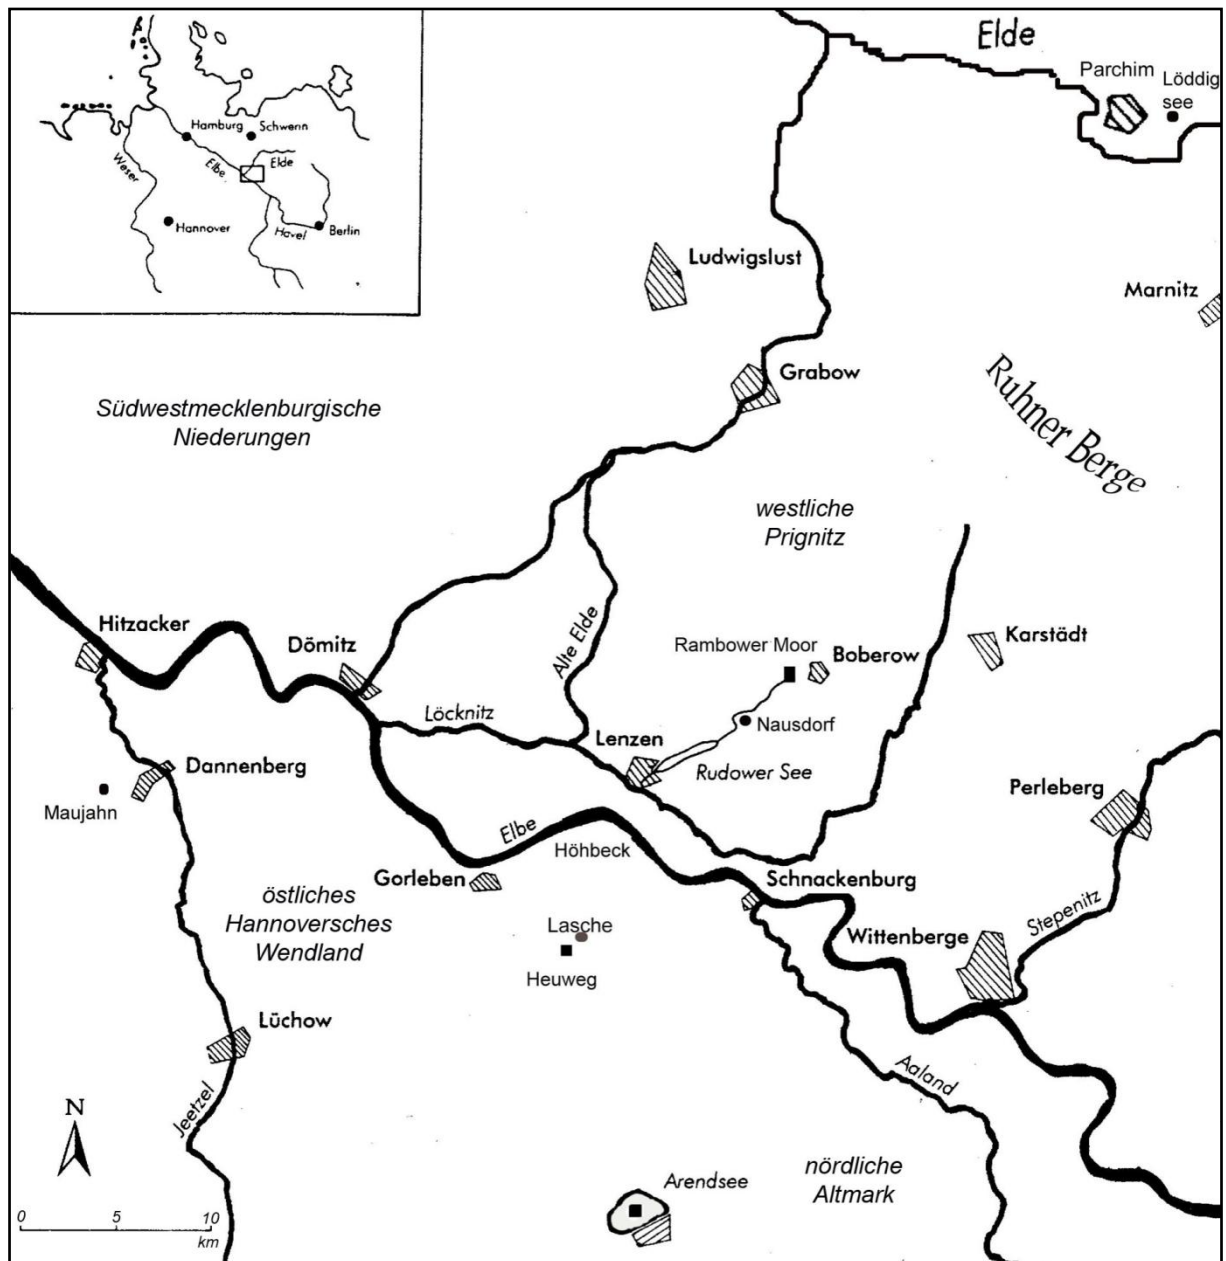 Elde
Parchim
Löddig
see
Hamburg
Schwerin
Elbe
Elde
Weser
Hannover
Havel
Berlin
Ludwigslust
Marnitz
Grabow
Ruhner Berge
Südwestmecklenburgische
Niederungen
westliche
Prignitz
Hitzacker
Dömitz
Alte Elde
Rambower Moor
Boberow
Karstädt
Löcknitz
Lenzen
Nausdorf
Rudower See
Dannenberg
Maujahn
Perleberg
Elbe
Höhbeck
Gorleben
Schnackenburg
östliches
Hannoversches
Wendland
Lasche
Heuweg
Wittenberge
Stepenitz
Lüchow
Jeetzel
Aaland
N
nördliche
Altmark
Arendsee
0 5 10
km